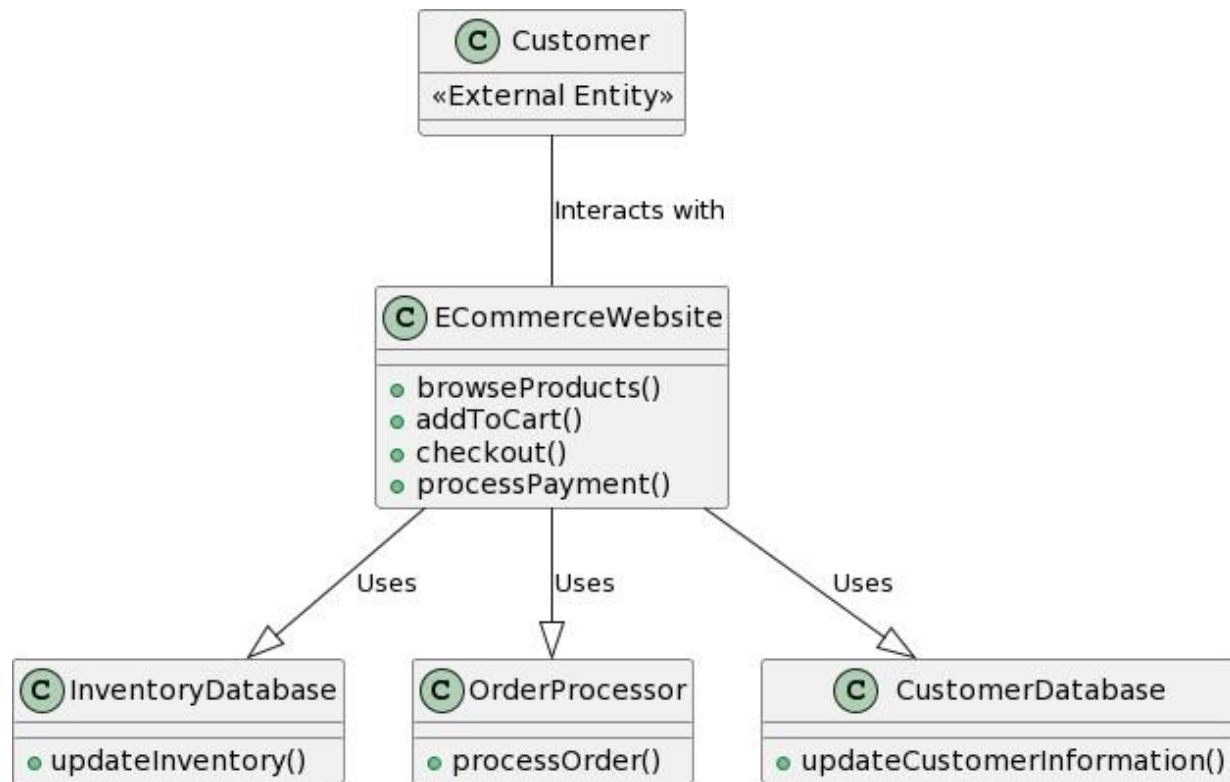 C Customer
«External Entity»
Interacts with
C ECommerceWebsite
browseProducts()
addToCart()
checkout()
processPayment()
Uses
Uses
Uses
C InventoryDatabase
updateInventory()
C OrderProcessor
processOrder()
C CustomerDatabase
updateCustomerInformation()